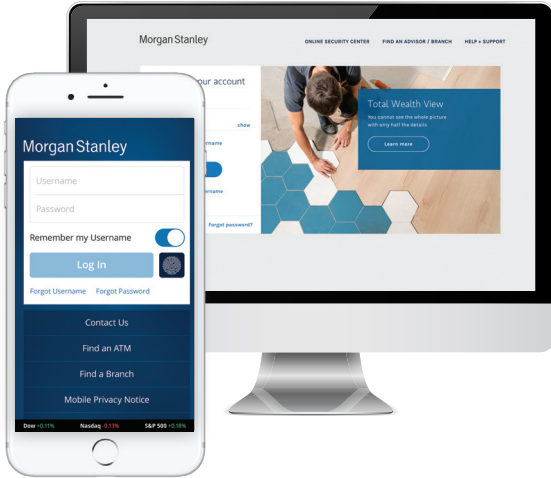 Morgan Stanley
ONLINE SECURITY CENTER FIND AN ADVISOR / BRANCH HELP + SUPPORT
our account
show
rname
ername
Forgot password?
Total Wealth View
You cannot see the whole picture
with only half the details
Learn more
Morgan Stanley
Username
Password
Remember my Username
Log In
Forgot Username Forgot Password
Contact Us
Find an ATM
Find a Branch
Mobile Privacy Notice
Dow +0.11% Nasdaq -0.13% S&P 500 +0.18%